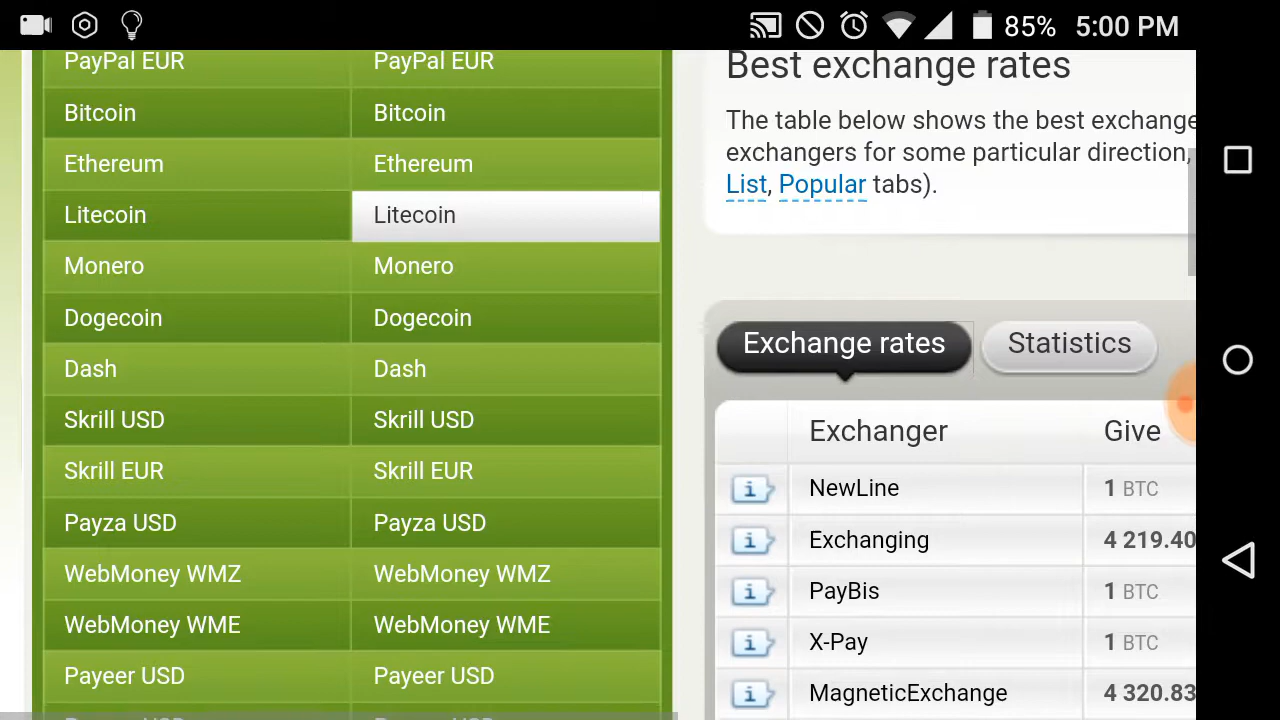 85% 5:00 PM
PayPal EUR PayPal EUR
Bitcoin Bitcoin
Ethereum Ethereum
Litecoin Litecoin
Monero Monero
Dogecoin Dogecoin
Dash Dash
Skrill USD Skrill USD
Skrill EUR Skrill EUR
Payza USD Payza USD
WebMoney WMZ WebMoney WMZ
WebMoney WME WebMoney WME
Payeer USD Payeer USD
Best exchange rates
The table below shows the best exchange
exchangers for some particular direction,
List, Popular tabs).
Exchange rates Statistics
Exchanger Give
NewLine 1 BTC
Exchanging 4 219.40
PayBis 1 BTC
X-Pay 1 BTC
MagneticExchange 4 320.83